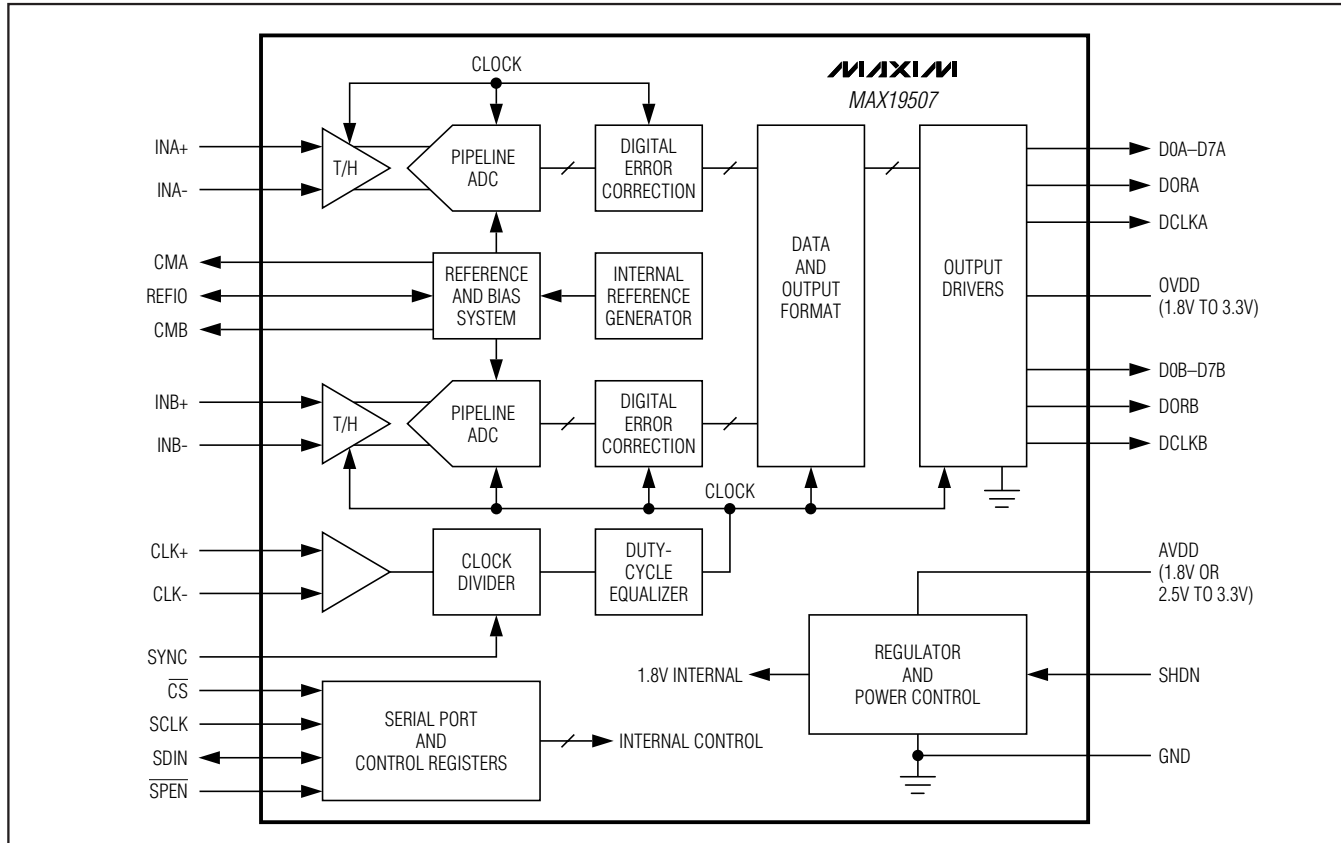 CLOCK
MAXIM
MAX19507
INA+
INA-
T/H
PIPELINE
ADC
DIGITAL
ERROR
CORRECTION
DATA
AND
OUTPUT
FORMAT
OUTPUT
DRIVERS
D0A–D7A
DORA
DCLKA
CMA
REFIO
CMB
REFERENCE
AND BIAS
SYSTEM
INTERNAL
REFERENCE
GENERATOR
OVDD
(1.8V TO 3.3V)
INB+
INB-
T/H
PIPELINE
ADC
DIGITAL
ERROR
CORRECTION
D0B–D7B
DORB
DCLKB
CLOCK
CLK+
CLK-
CLOCK
DIVIDER
DUTY-
CYCLE
EQUALIZER
AVDD
(1.8V OR
2.5V TO 3.3V)
SYNC
CS
SCLK
SDIN
SPEN
SERIAL PORT
AND
CONTROL REGISTERS
INTERNAL CONTROL
1.8V INTERNAL
REGULATOR
AND
POWER CONTROL
SHDN
GND